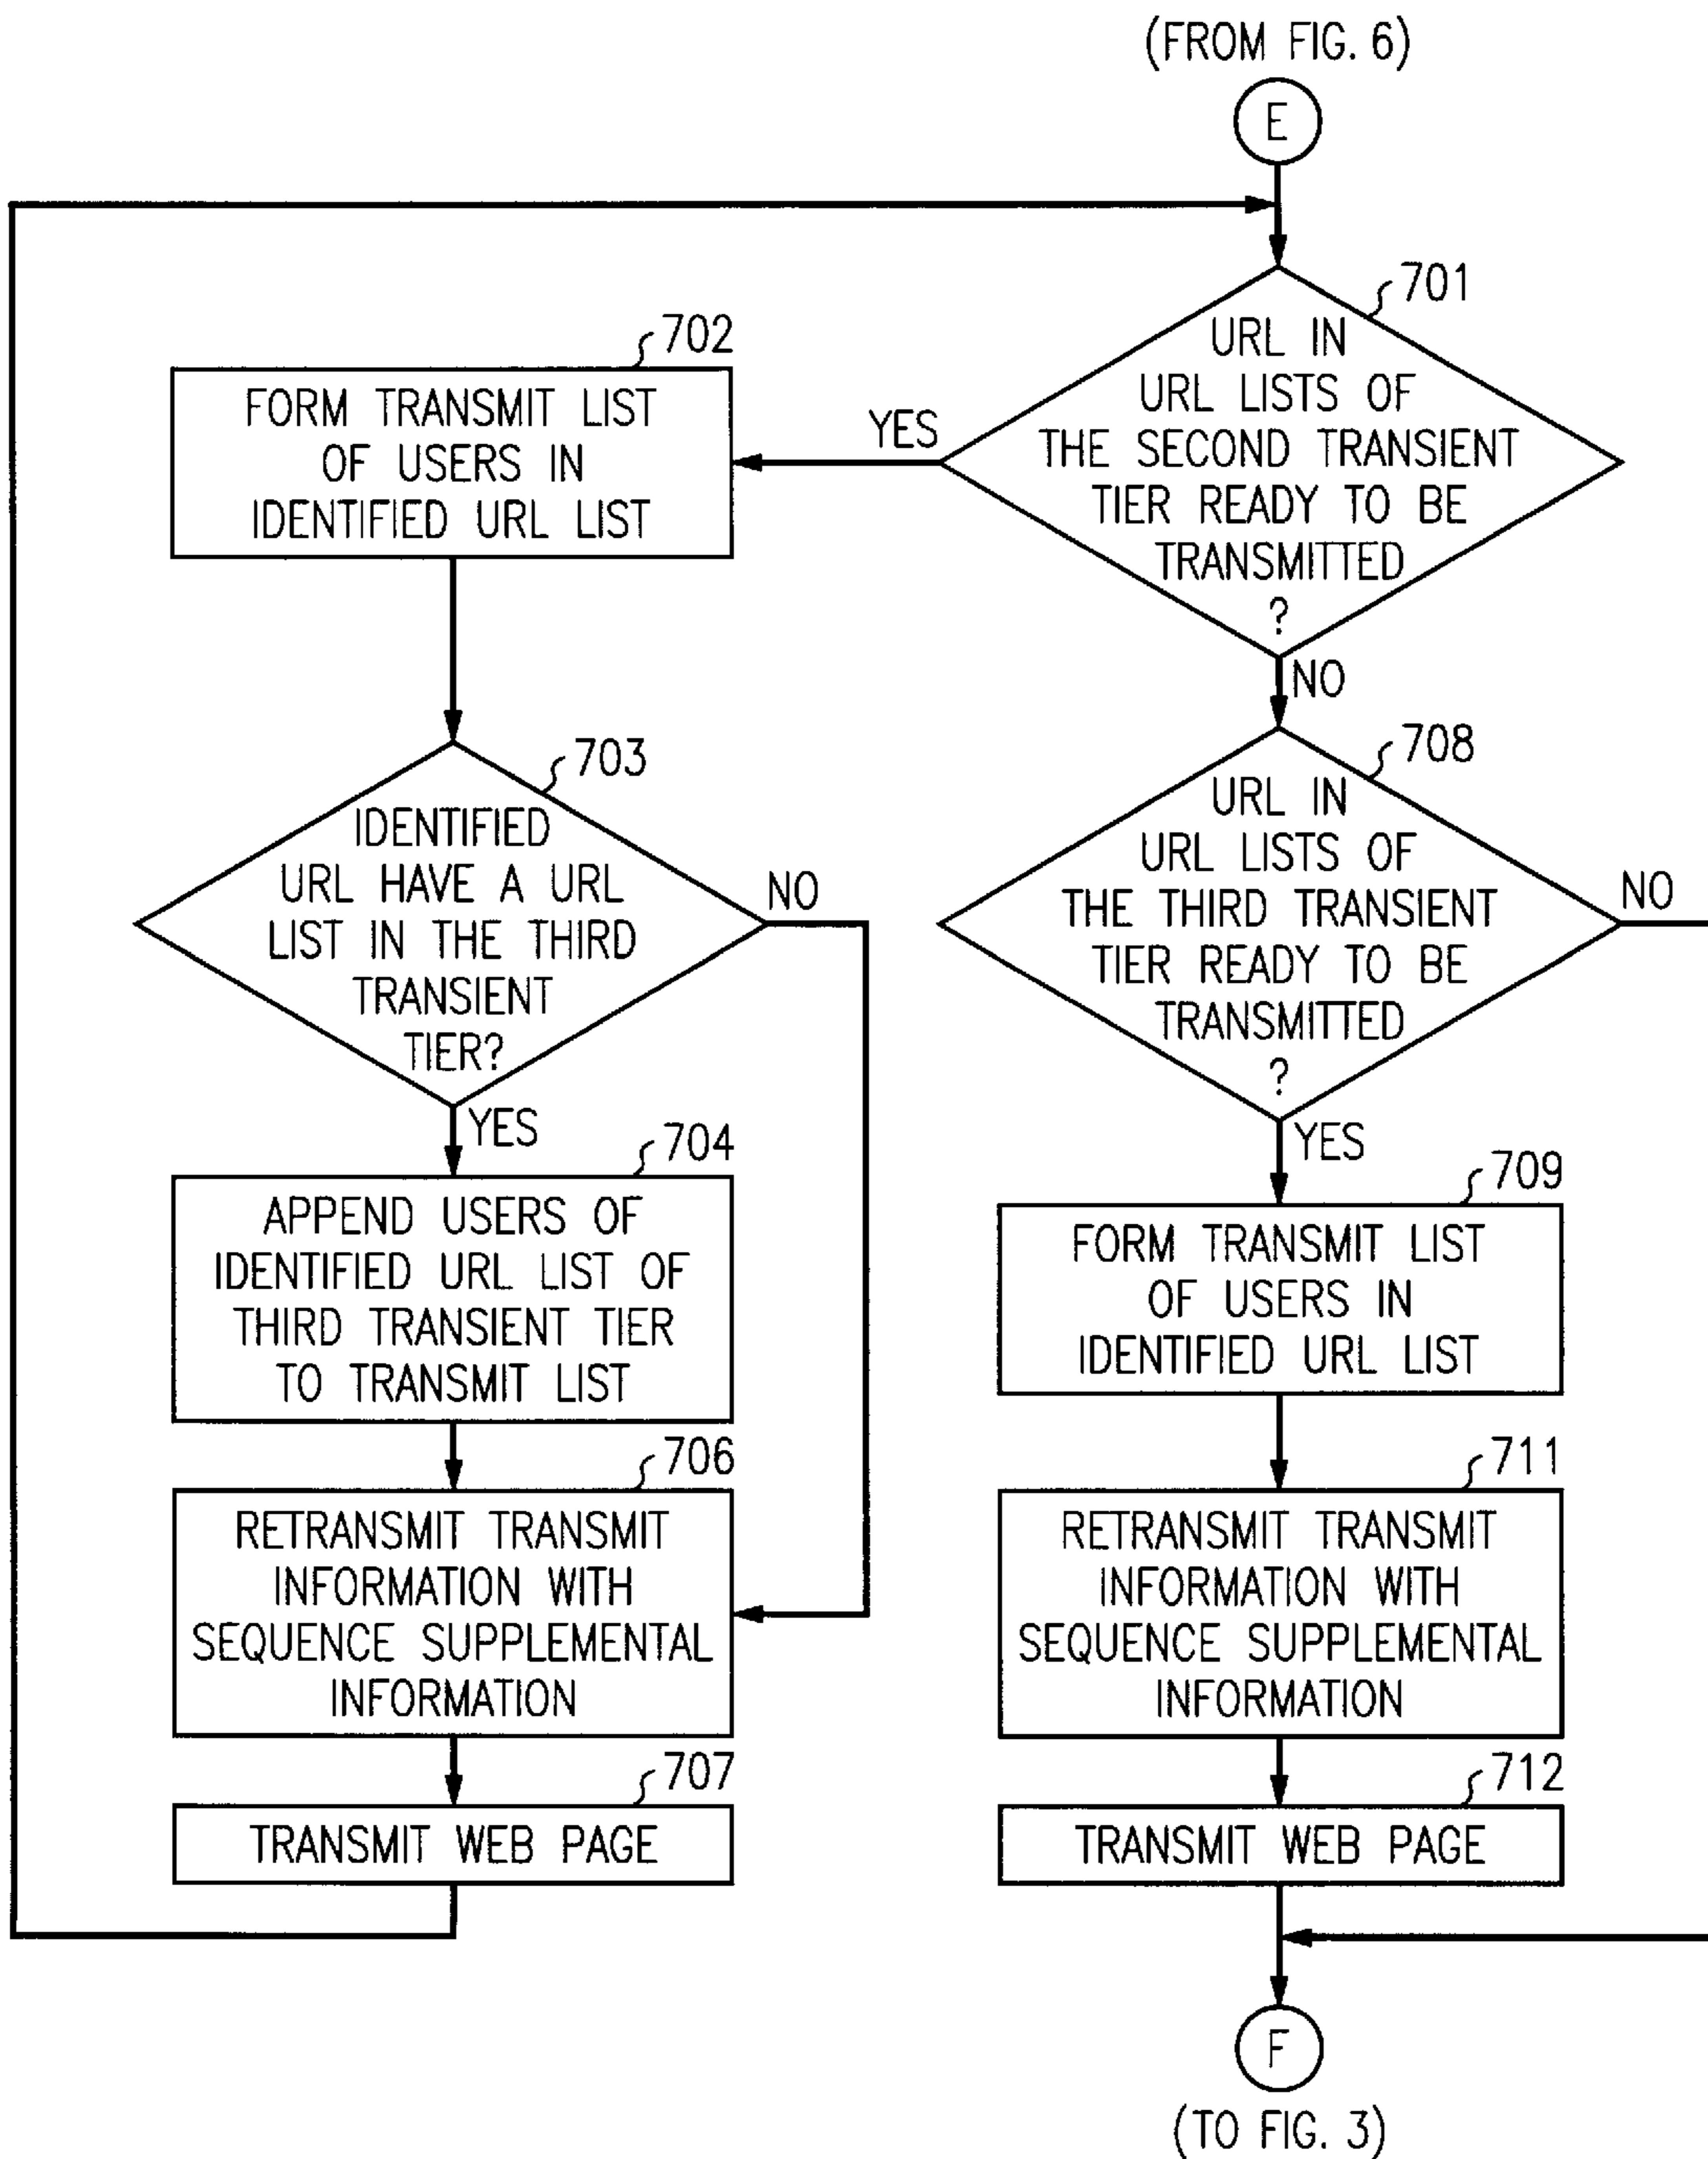 (FROM FIG. 6)
E
701
URL IN
URL LISTS OF
THE SECOND TRANSIENT
TIER READY TO BE
TRANSMITTED
?
YES
NO
702
FORM TRANSMIT LIST
OF USERS IN
IDENTIFIED URL LIST
703
IDENTIFIED
URL HAVE A URL
LIST IN THE THIRD
TRANSIENT
TIER?
NO
YES
704
APPEND USERS OF
IDENTIFIED URL LIST OF
THIRD TRANSIENT TIER
TO TRANSMIT LIST
706
RETRANSMIT TRANSMIT
INFORMATION WITH
SEQUENCE SUPPLEMENTAL
INFORMATION
707
TRANSMIT WEB PAGE
708
URL IN
URL LISTS OF
THE THIRD TRANSIENT
TIER READY TO BE
TRANSMITTED
?
NO
YES
709
FORM TRANSMIT LIST
OF USERS IN
IDENTIFIED URL LIST
711
RETRANSMIT TRANSMIT
INFORMATION WITH
SEQUENCE SUPPLEMENTAL
INFORMATION
712
TRANSMIT WEB PAGE
F
(TO FIG. 3)